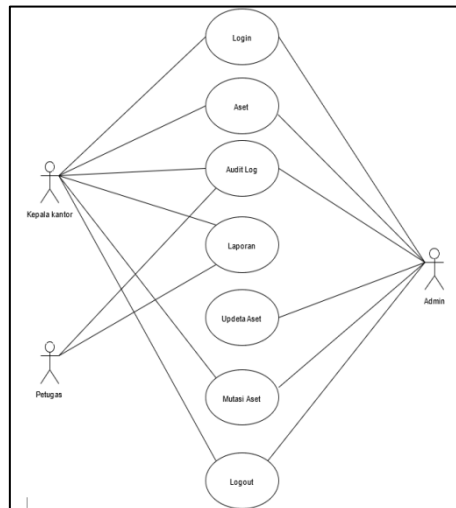 Login
Aset
Audit Log
Kepala kantor
Laporan
Admin
Updeta Aset
Petugas
Mutasi Aset
Logout